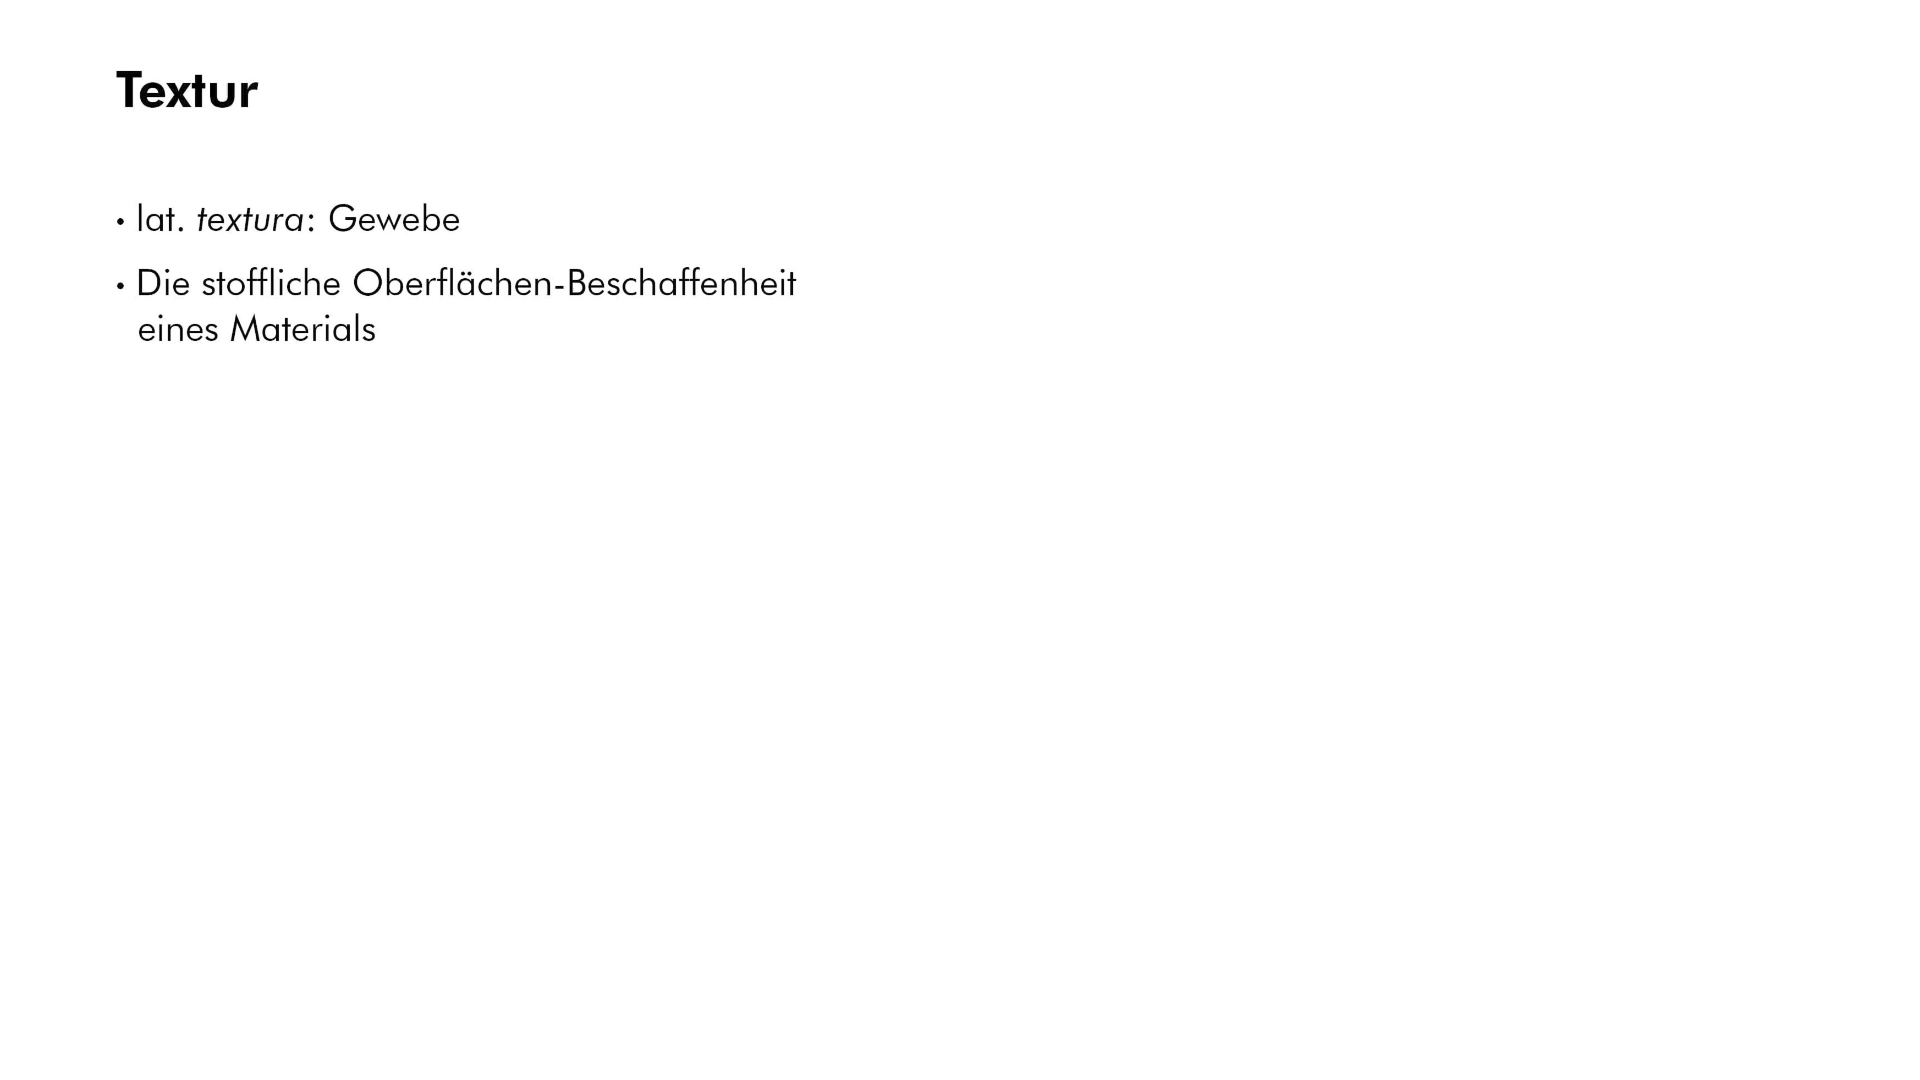 Textur
• lat. textura: Gewebe
• Die stoffliche Oberflächen-Beschaffenheit
eines Materials